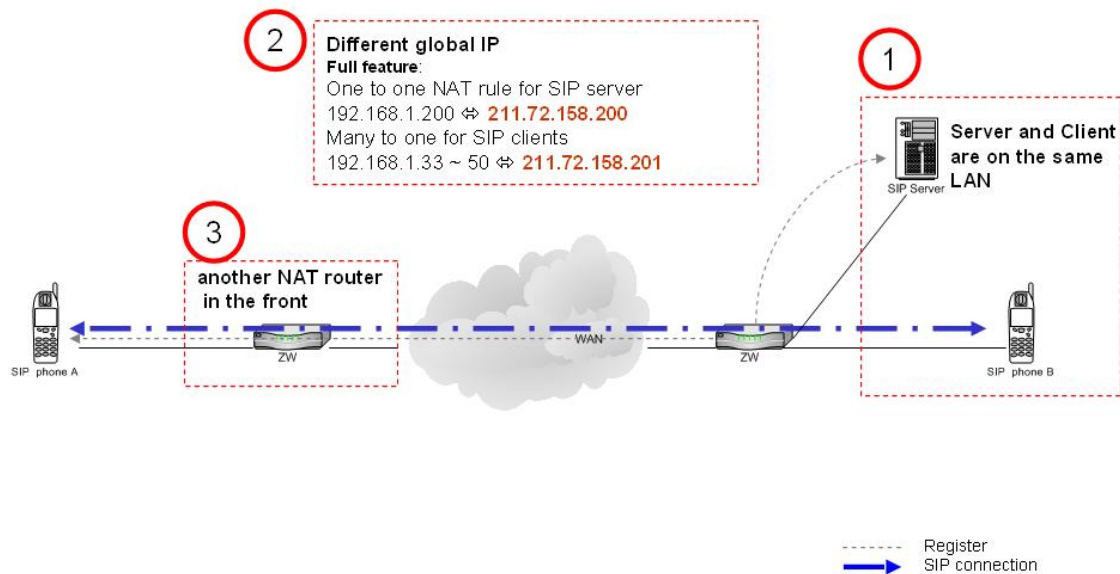 2
Different global IP
Full feature:
One to one NAT rule for SIP server
192.168.1.200 ⇔ 211.72.158.200
Many to one for SIP clients
192.168.1.33 ~ 50 ⇔ 211.72.158.201
1
Server and Client
are on the same
LAN
SIP Server
3
another NAT router
in the front
SIP phone A
ZW
WAN
ZW
SIP phone B
Register
SIP connection